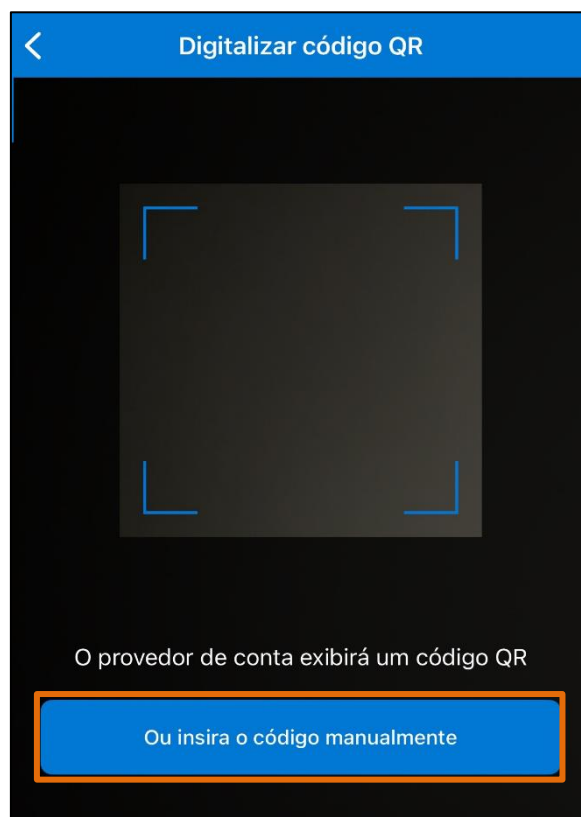 Digitalizar código QR
O provedor de conta exibirá um código QR
Ou insira o código manualmente